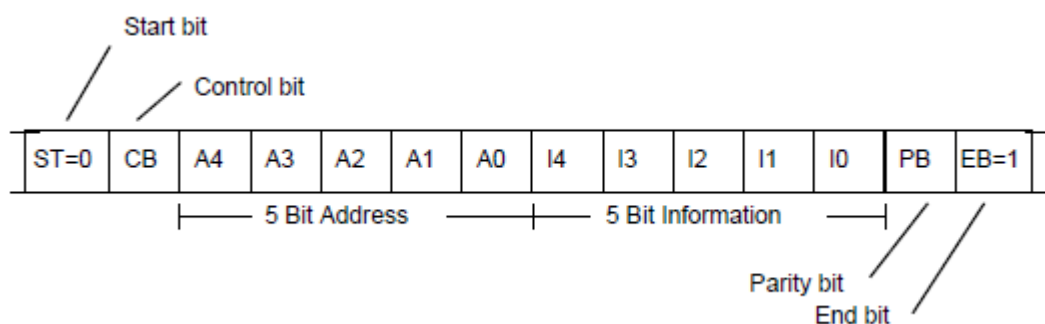 Start bit
Control bit
ST=0 CB A4 A3 A2 A1 A0 I4 I3 I2 I1 I0 PB EB=1
5 Bit Address 5 Bit Information
Parity bit
End bit